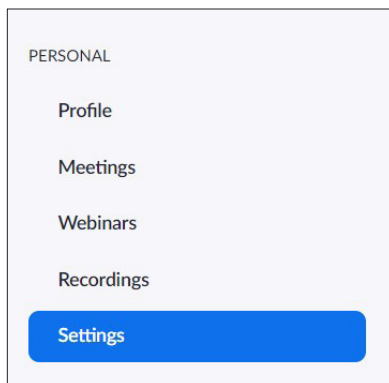 PERSONAL
Profile
Meetings
Webinars
Recordings
Settings